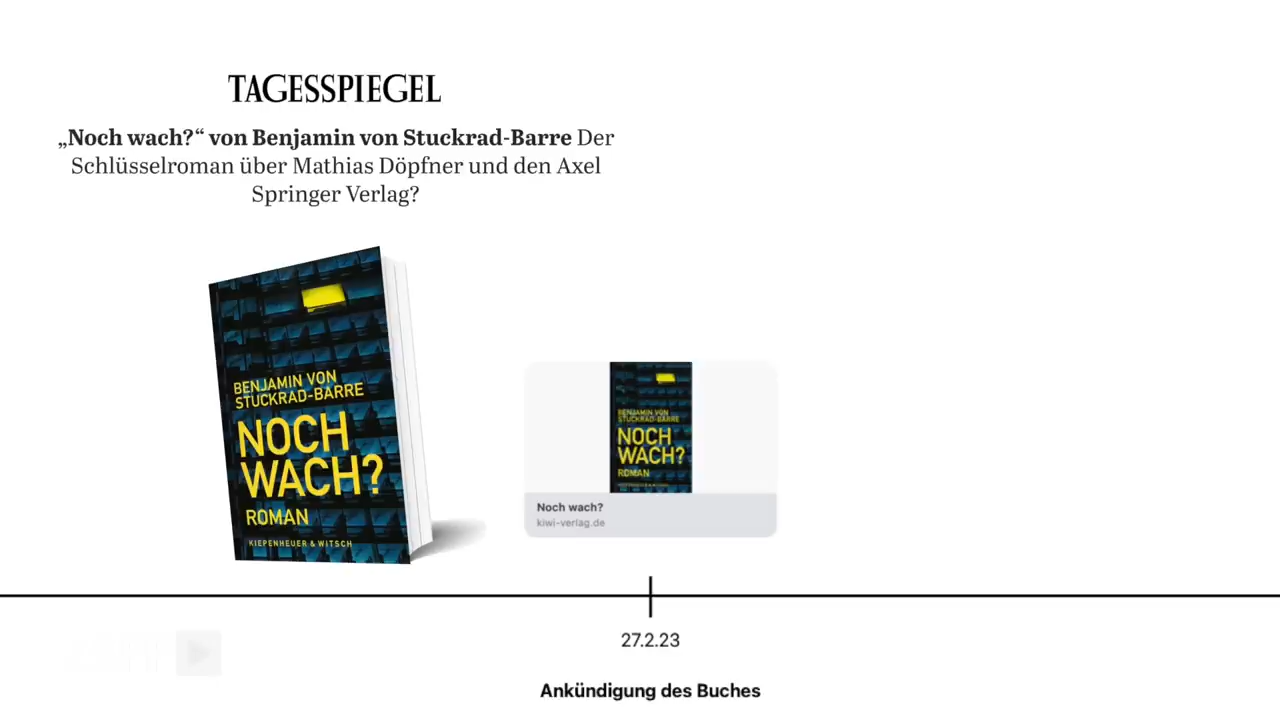 TAGESSPIEGEL
„Noch wach?“ von Benjamin von Stuckrad-Barre Der
Schlüsselroman über Mathias Döpfner und den Axel
Springer Verlag?
BENJAMIN VON
STUCKRAD-BARRE
NOCH
WACH?
ROMAN
KIEPENHEUER & WITSCH
BENJAMIN VON
STUCKRAD-BARRE
NOCH
WACH?
ROMAN
Noch wach?
kiwi-verlag.de
27.2.23
Ankündigung des Buches